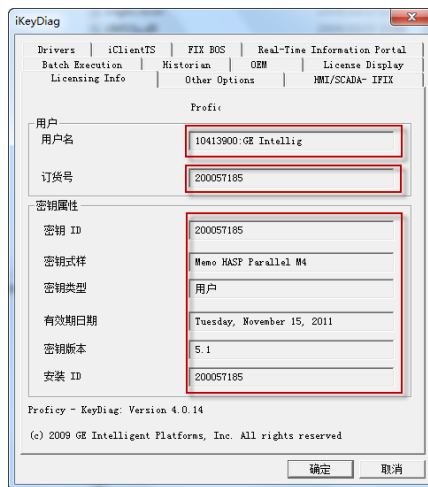 iKeyDiag
Drivers iClientTS FIX BOS Real-Time Information Portal
Batch Execution Historian OEM License Display
Licensing Info Other Options HMI/SCADA- IFIX
Profic
用户
用户名 10413900:GE Intellig
订货号 200057185
密钥属性
密钥 ID 200057185
密钥式样 Memo HASP Parallel M4
密钥类型 用户
有效期日期 Tuesday, November 15, 2011
密钥版本 5.1
安装 ID 200057185
Proficy - KeyDiag: Version 4.0.14
(c) 2009 GE Intelligent Platforms, Inc. All rights reserved
确定 取消